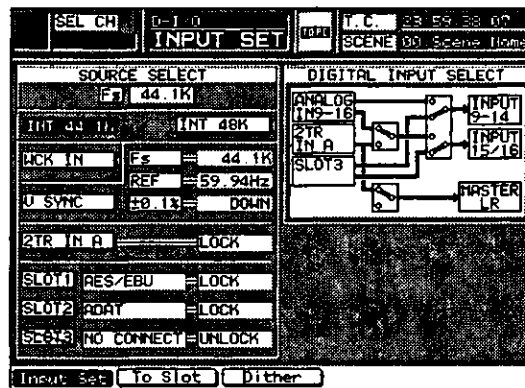 SEL CH
D-I/O
INPUT SET
T.C. 23:59:38 07
SCENE 00.Scene Name
SOURCE SELECT
Fs 44.1K
INT 44.1K INT 48K
WCK IN Fs 44.1K
REF 59.94Hz
V SYNC ±0.1% DOWN
2TR IN A LOCK
SLOT1 AES/EBU LOCK
SLOT2 ADAT LOCK
SLOT3 NO CONNECT UNLOCK
DIGITAL INPUT SELECT
ANALOG IN9-16
2TR IN A
SLOT3
INPUT 9-14
INPUT 15/16
MASTER LR
Input Set To Slot Dither